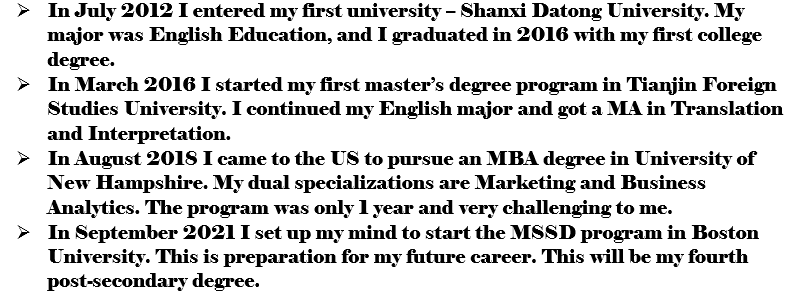 ➢ In July 2012 I entered my first university – Shanxi Datong University. My
major was English Education, and I graduated in 2016 with my first college
degree.
➢ In March 2016 I started my first master's degree program in Tianjin Foreign
Studies University. I continued my English major and got a MA in Translation
and Interpretation.
➢ In August 2018 I came to the US to pursue an MBA degree in University of
New Hampshire. My dual specializations are Marketing and Business
Analytics. The program was only 1 year and very challenging to me.
➢ In September 2021 I set up my mind to start the MSSD program in Boston
University. This is preparation for my future career. This will be my fourth
post-secondary degree.